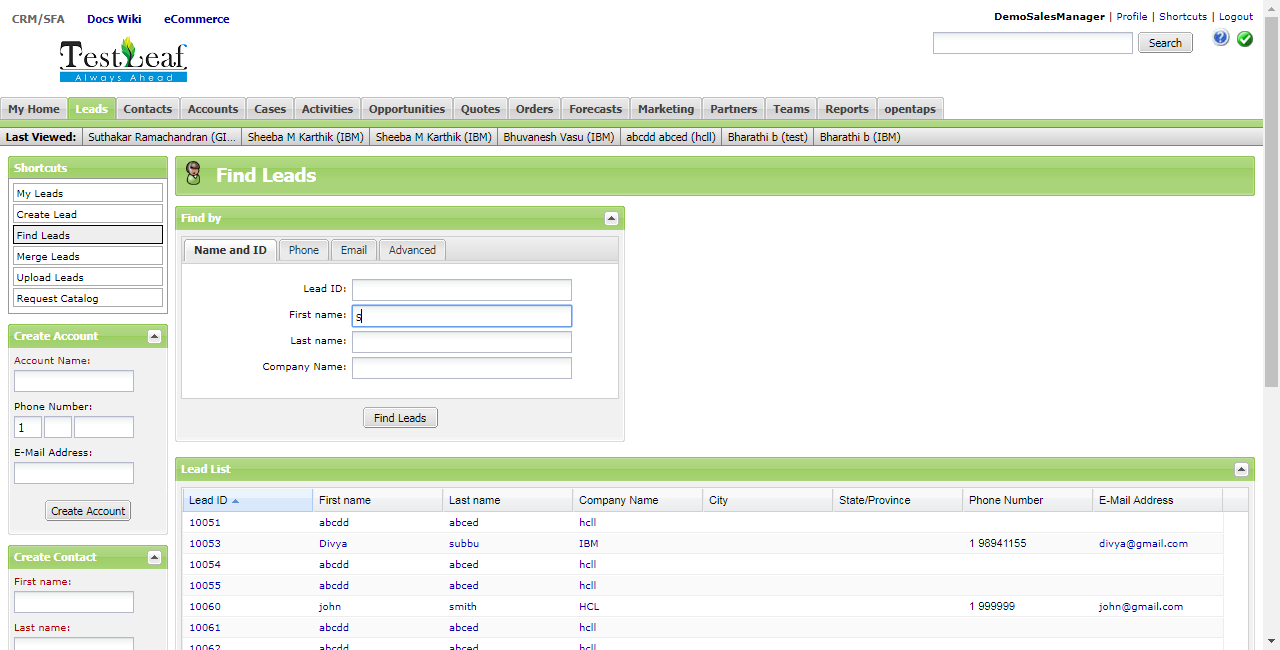 CRM/SFA Docs Wiki eCommerce
DemoSalesManager | Profile | Shortcuts | Logout
TestLeaf
Always Ahead
Search
My Home Leads Contacts Accounts Cases Activities Opportunities Quotes Orders Forecasts Marketing Partners Teams Reports opentaps
Last Viewed: Suthakar Ramachandran (GI... Sheeba M Karthik (IBM) Sheeba M Karthik (IBM) Bhuvanesh Vasu (IBM) abcdd abced (hcll) Bharathi b (test) Bharathi b (IBM)
Shortcuts
My Leads
Create Lead
Find Leads
Merge Leads
Upload Leads
Request Catalog
Create Account
Account Name:
Phone Number:
1
E-Mail Address:
Create Account
Create Contact
First name:
Last name:
Find Leads
Find by
Name and ID Phone Email Advanced
Lead ID:
First name: s
Last name:
Company Name:
Find Leads
Lead List
Lead ID First name Last name Company Name City State/Province Phone Number E-Mail Address
10051 abcdd abced hcll
10053 Divya subbu IBM 1 98941155 divya@gmail.com
10054 abcdd abced hcll
10055 abcdd abced hcll
10060 john smith HCL 1 999999 john@gmail.com
10061 abcdd abced hcll
10062 abcdd abced hcll